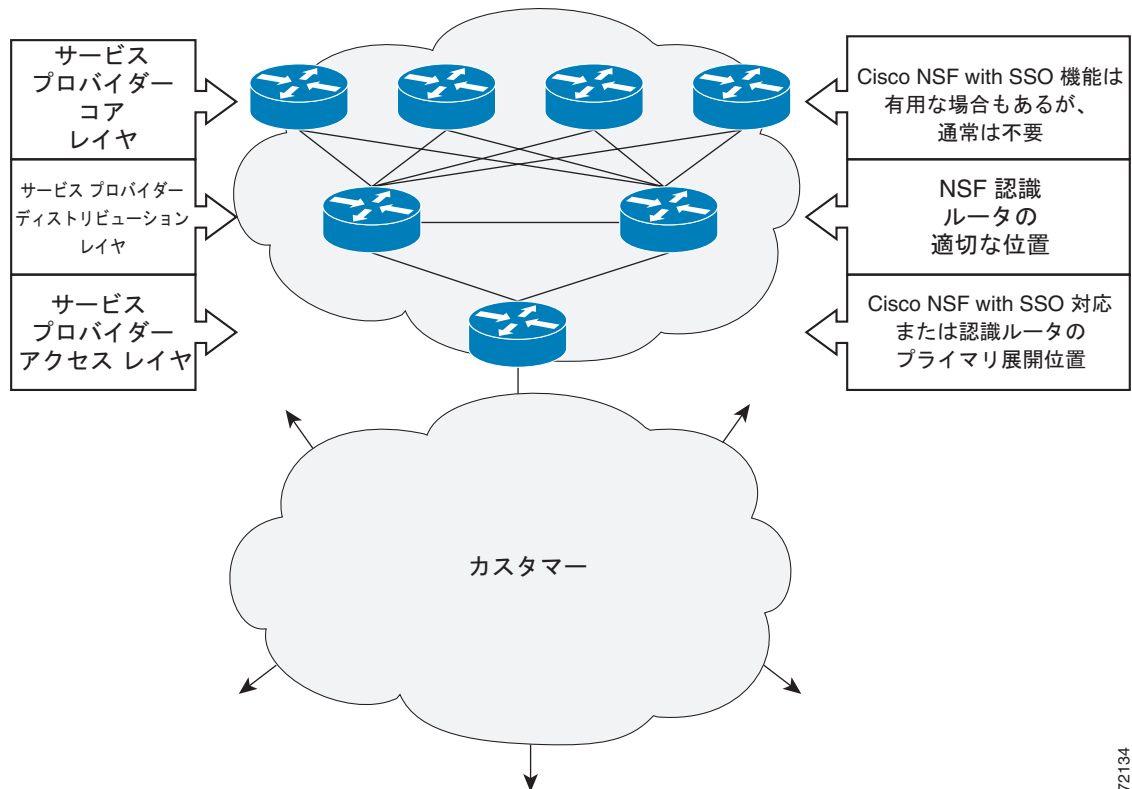 サービス
プロバイダー
コア
レイヤ
Cisco NSF with SSO 機能は
有用な場合もあるが、
通常は不要
サービス プロバイダー
ディストリビューション
レイヤ
NSF 認識
ルータの
適切な位置
サービス
プロバイダー
アクセス レイヤ
Cisco NSF with SSO 対応
または認識ルータの
プライマリ展開位置
カスタマー
72134